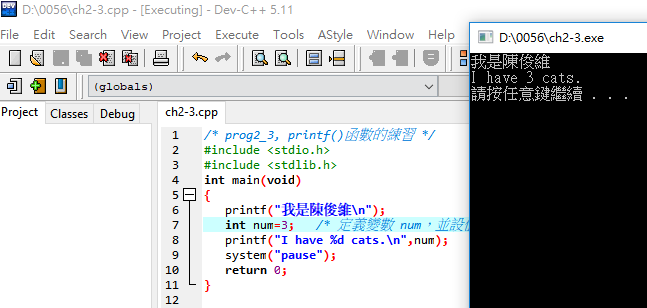 D:\0056\ch2-3.cpp - [Executing] - Dev-C++ 5.11
File Edit Search View Project Execute Tools AStyle Window
(globals)
Project Classes Debug
ch2-3.cpp
1 /* prog2_3, printf()函數的練習 */
2 #include <stdio.h>
3 #include <stdlib.h>
4 int main(void)
5 {
6 printf("我是陳俊維\n");
7 int num=3; /* 定義變數 num，並設
8 printf("I have %d cats.\n",num);
9 system("pause");
10 return 0;
11 }
12
D:\0056\ch2-3.exe
我是陳俊維
I have 3 cats.
請按任意鍵繼續 . . .